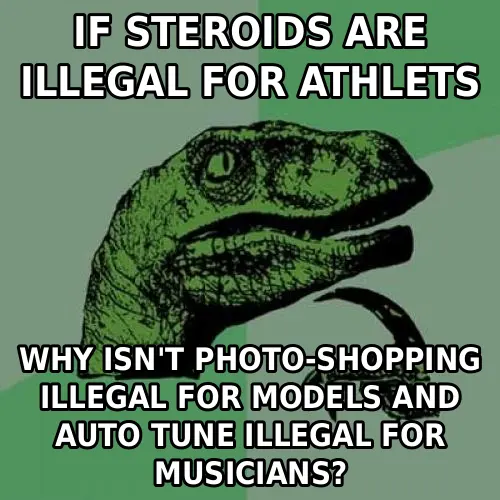 IF STEROIDS ARE
ILLEGAL FOR ATHLETS
WHY ISN'T PHOTO-SHOPPING
ILLEGAL FOR MODELS AND
AUTO TUNE ILLEGAL FOR
MUSICIANS?